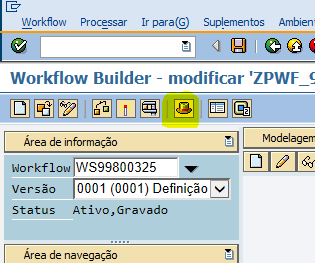 Workflow Processar Ir para(G) Suplementos Ambien
Workflow Builder - modificar 'ZPWF_9
Área de informação
Modelagem
Workflow WS99800325
Versão 0001 (0001) Definição
Status Ativo,Gravado
Área de navegação